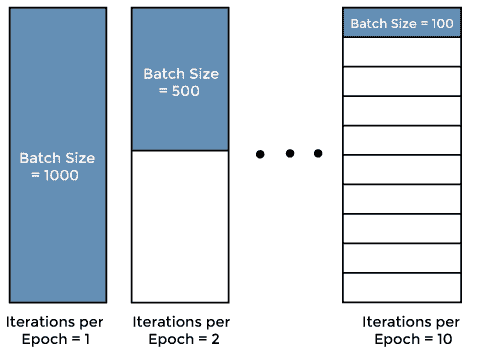 Batch Size
= 1000
Batch Size
= 500
Batch Size = 100
Iterations per
Epoch = 1
Iterations per
Epoch = 2
Iterations per
Epoch = 10